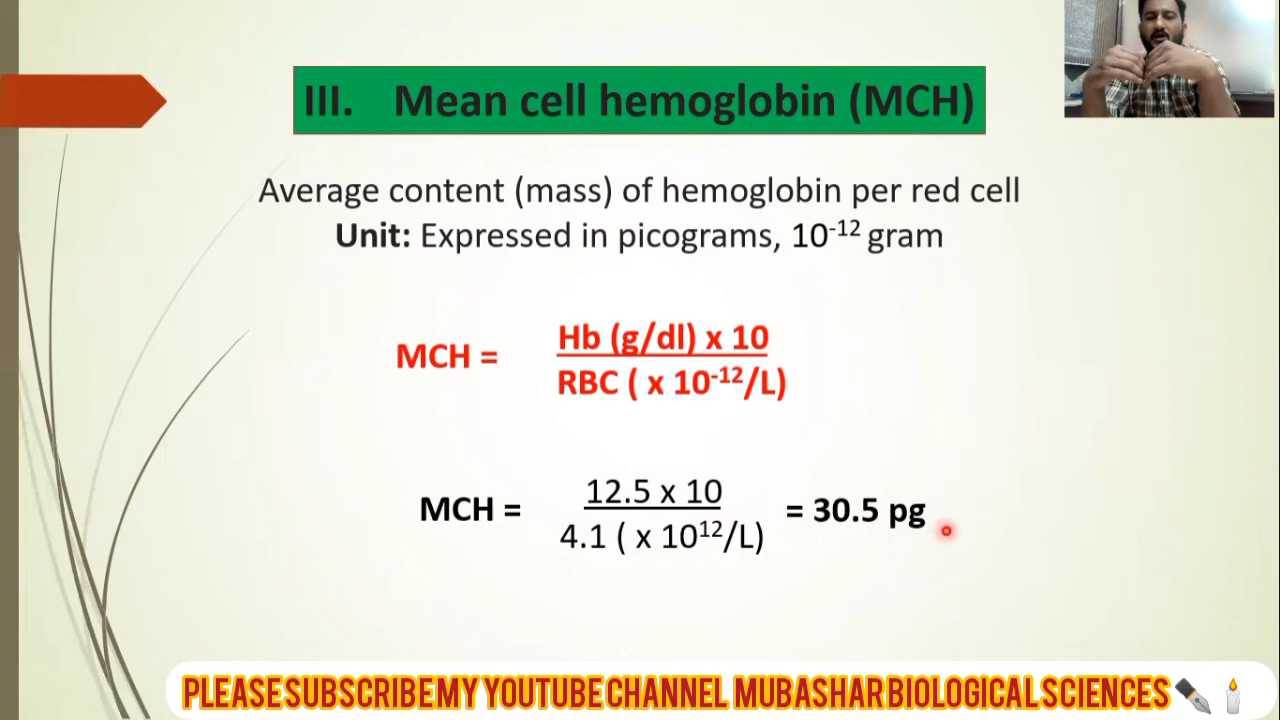 III. Mean cell hemoglobin (MCH)
Average content (mass) of hemoglobin per red cell
Unit: Expressed in picograms, 10⁻¹² gram
MCH = Hb (g/dl) x 10
RBC ( x 10⁻¹²/L)
MCH = 12.5 x 10
4.1 ( x 10¹²/L) = 30.5 pg
PLEASE SUBSCRIBE MY YOUTUBE CHANNEL MUBASHAR BIOLOGICAL SCIENCES